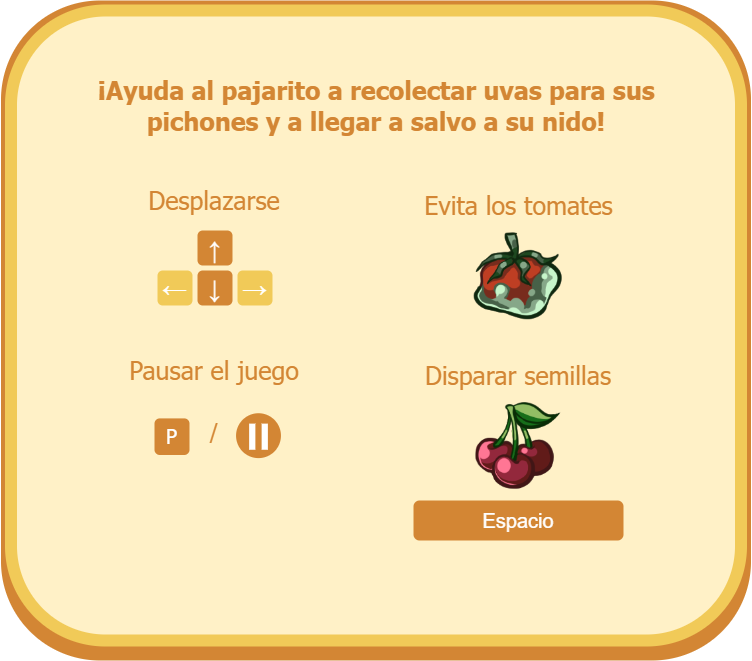 ¡Ayuda al pajarito a recolectar uvas para sus
pichones y a llegar a salvo a su nido!
Desplazarse
↑
← ↓ →
Evita los tomates
Pausar el juego
P /
Disparar semillas
Espacio